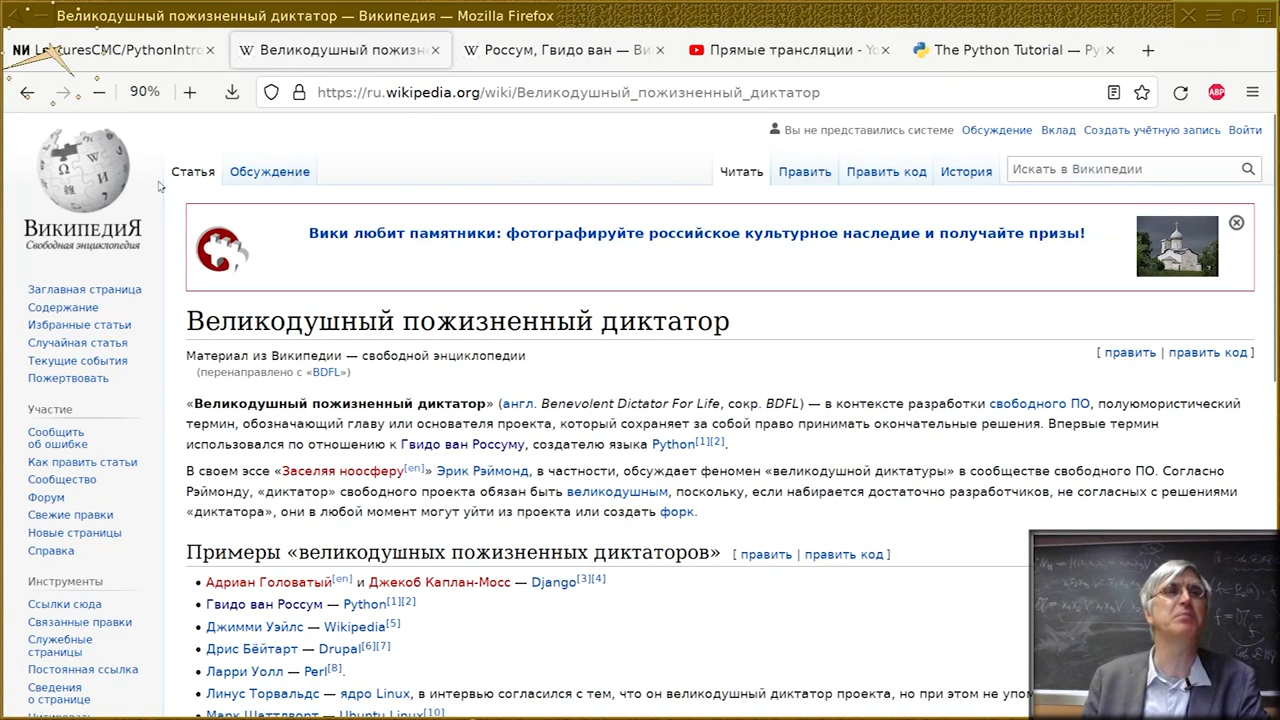 Великодушный пожизненный диктатор — Википедия — Mozilla Firefox
LecturesCMC/PythonIntro
Великодушный пожизн
Россум, Гвидо ван — Ви
Прямые трансляции - Yo
The Python Tutorial — Py
90%
https://ru.wikipedia.org/wiki/Великодушный_пожизненный_диктатор
ABP
Вы не представились системе Обсуждение Вклад Создать учётную запись Войти
Статья Обсуждение Читать Править Править код История Искать в Википедии
ВикипедиЯ
Свободная энциклопедия
Вики любит памятники: фотографируйте российское культурное наследие и получайте призы!
Заглавная страница
Содержание
Избранные статьи
Случайная статья
Текущие события
Пожертвовать
Участие
Сообщить
об ошибке
Как править статьи
Сообщество
Форум
Свежие правки
Новые страницы
Справка
Инструменты
Ссылки сюда
Связанные правки
Служебные
страницы
Постоянная ссылка
Сведения
о странице
Цитировать
Великодушный пожизненный диктатор
Материал из Википедии — свободной энциклопедии
[ править | править код ]
(перенаправлено с «BDFL»)
«Великодушный пожизненный диктатор» (англ. Benevolent Dictator For Life, сокр. BDFL) — в контексте разработки свободного ПО, полуюмористический
термин, обозначающий главу или основателя проекта, который сохраняет за собой право принимать окончательные решения. Впервые термин
использовался по отношению к Гвидо ван Россуму, создателю языка Python[1][2].
В своем эссе «Заселяя ноосферу[en]» Эрик Рэймонд, в частности, обсуждает феномен «великодушной диктатуры» в сообществе свободного ПО. Согласно
Рэймонду, «диктатор» свободного проекта обязан быть великодушным, поскольку, если набирается достаточно разработчиков, не согласных с решениями
«диктатора», они в любой момент могут уйти из проекта или создать форк.
Примеры «великодушных пожизненных диктаторов» [ править | править код ]
• Адриан Головатый[en] и Джекоб Каплан-Мосс — Django[3][4]
• Гвидо ван Россум — Python[1][2]
• Джимми Уэйлс — Wikipedia[5]
• Дрис Бёйтарт — Drupal[6][7]
• Ларри Уолл — Perl[8].
• Линус Торвальдс — ядро Linux, в интервью согласился с тем, что он великодушный диктатор проекта, но при этом не упом
• Марк Шаттлворт — Ubuntu Linux[10]